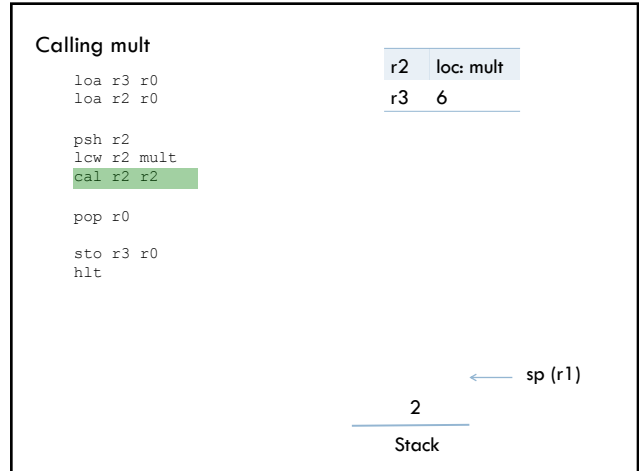 Calling mult
loa r3 r0
loa r2 r0
psh r2
lcw r2 mult
cal r2 r2
pop r0
sto r3 r0
hlt
r2 loc: mult
r3 6
sp (r1)
2
Stack